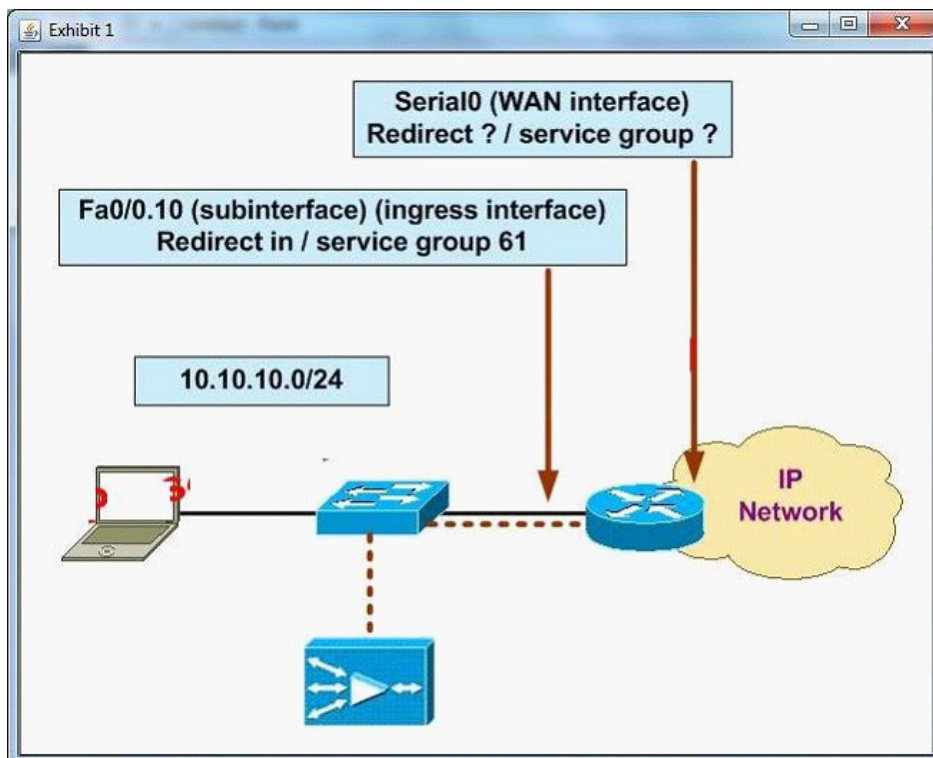 Exhibit 1
Serial0 (WAN interface)
Redirect ? / service group ?
Fa0/0.10 (subinterface) (ingress interface)
Redirect in / service group 61
10.10.10.0/24
IP
Network